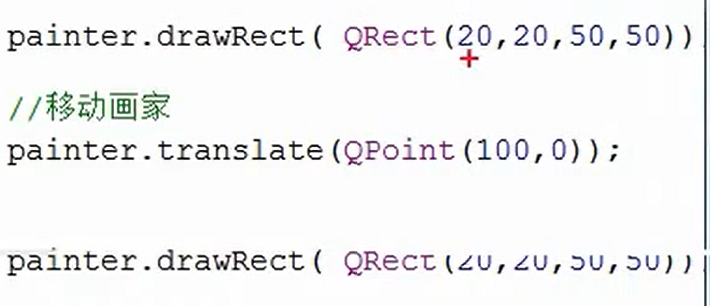 painter.drawRect( QRect(20,20,50,50))
//移动画家
painter.translate(QPoint(100,0));
painter.drawRect( QRect(20,20,50,50))